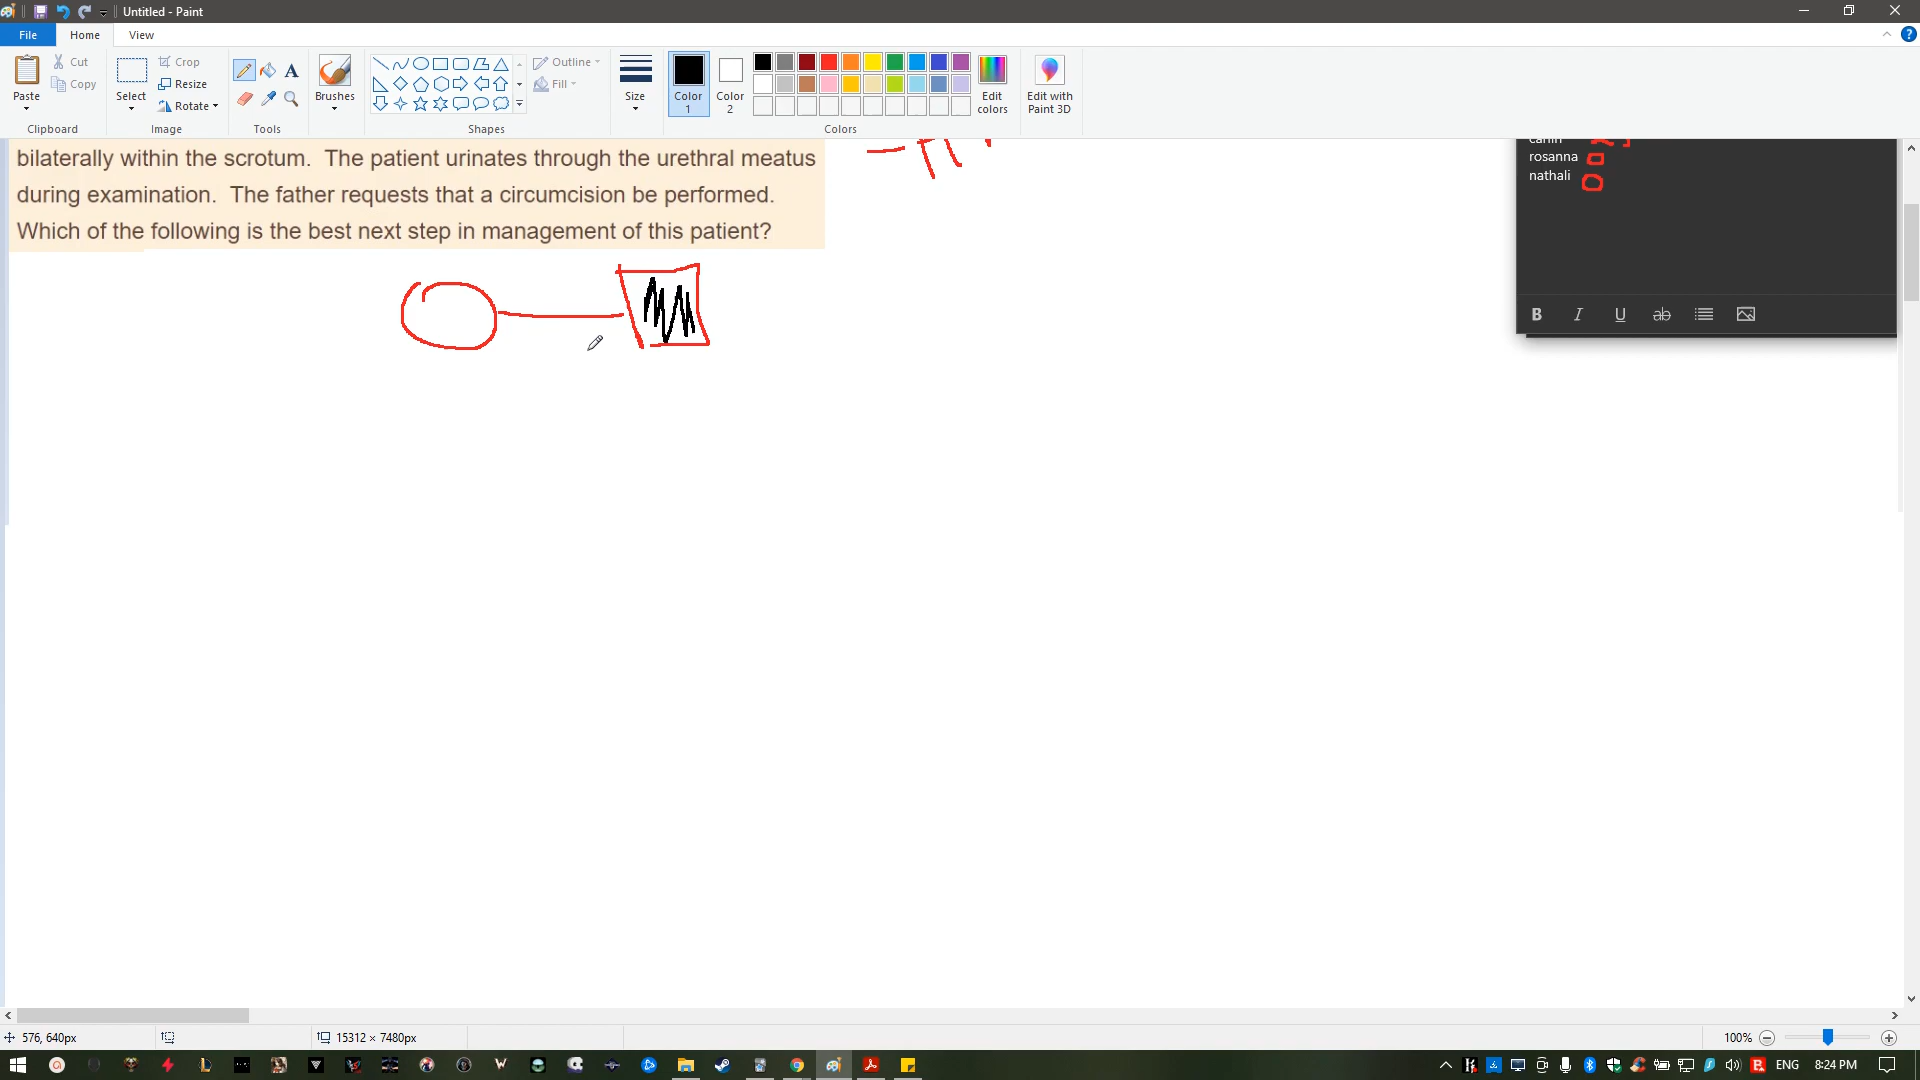 Untitled - Paint
File
Home
View
Paste
Cut
Copy
Clipboard
Select
Crop
Resize
Rotate
Image
Tools
Brushes
Shapes
Outline
Fill
Size
Color
1
Color
2
Colors
Edit
colors
Edit with
Paint 3D
bilaterally within the scrotum. The patient urinates through the urethral meatus
during examination. The father requests that a circumcision be performed.
Which of the following is the best next step in management of this patient?
rosanna
nathali
B I U ab
576, 640px
15312 × 7480px
100%
ENG
8:24 PM